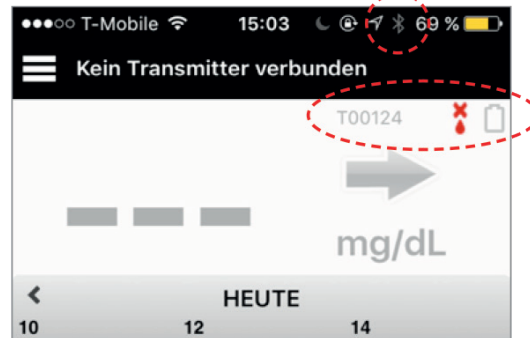 T-Mobile 15:03 69 %
Kein Transmitter verbunden
T00124
mg/dL
HEUTE
10 12 14